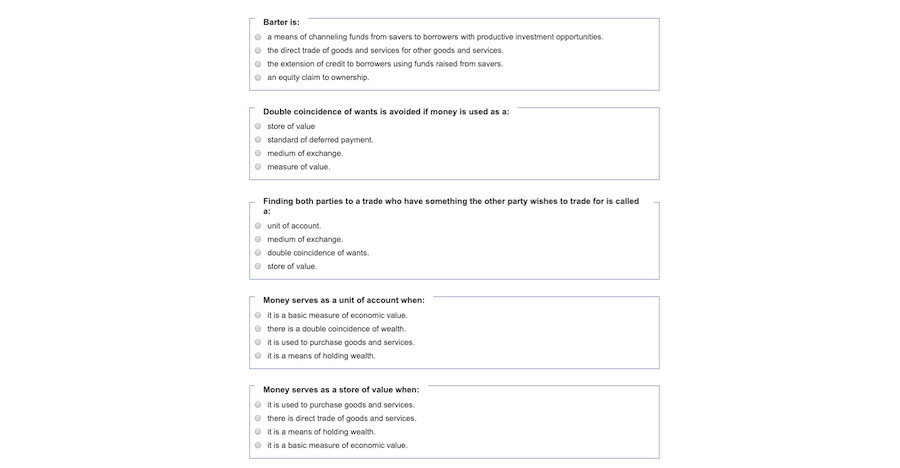 Barter is:
a means of channeling funds from savers to borrowers with productive investment opportunities.
the direct trade of goods and services for other goods and services.
the extension of credit to borrowers using funds raised from savers.
an equity claim to ownership.
Double coincidence of wants is avoided if money is used as a:
store of value
standard of deferred payment.
medium of exchange.
measure of value.
Finding both parties to a trade who have something the other party wishes to trade for is called
a:
unit of account.
medium of exchange.
double coincidence of wants.
store of value.
Money serves as a unit of account when:
it is a basic measure of economic value.
there is a double coincidence of wealth.
it is used to purchase goods and services.
it is a means of holding wealth.
Money serves as a store of value when:
it is used to purchase goods and services.
there is direct trade of goods and services.
it is a means of holding wealth.
it is a basic measure of economic value.